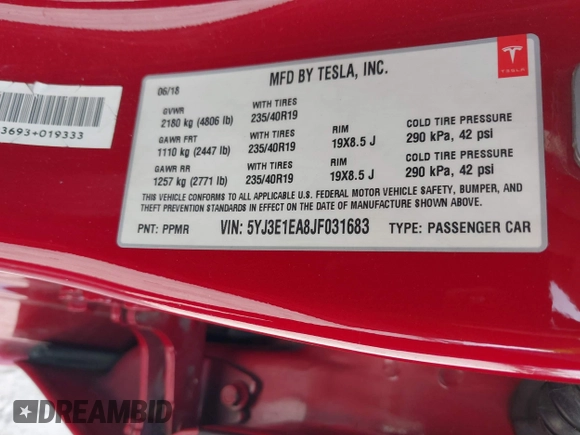 MFD BY TESLA, INC.
TESLA
06/18
GVWR
2180 kg (4806 lb)
WITH TIRES
235/40R19
GAWR FRT
1110 kg (2447 lb)
WITH TIRES
235/40R19
RIM
19X8.5 J
COLD TIRE PRESSURE
290 kPa, 42 psi
GAWR RR
1257 kg (2771 lb)
WITH TIRES
235/40R19
RIM
19X8.5 J
COLD TIRE PRESSURE
290 kPa, 42 psi
THIS VEHICLE CONFORMS TO ALL APPLICABLE U.S. FEDERAL MOTOR VEHICLE SAFETY, BUMPER, AND
THEFT PREVENTION STANDARDS IN EFFECT ON THE DATE OF MANUFACTURE SHOWN ABOVE.
PNT: PPMR
VIN: 5YJ3E1EA8JF031683
TYPE: PASSENGER CAR
3693+019333
DREAMBID